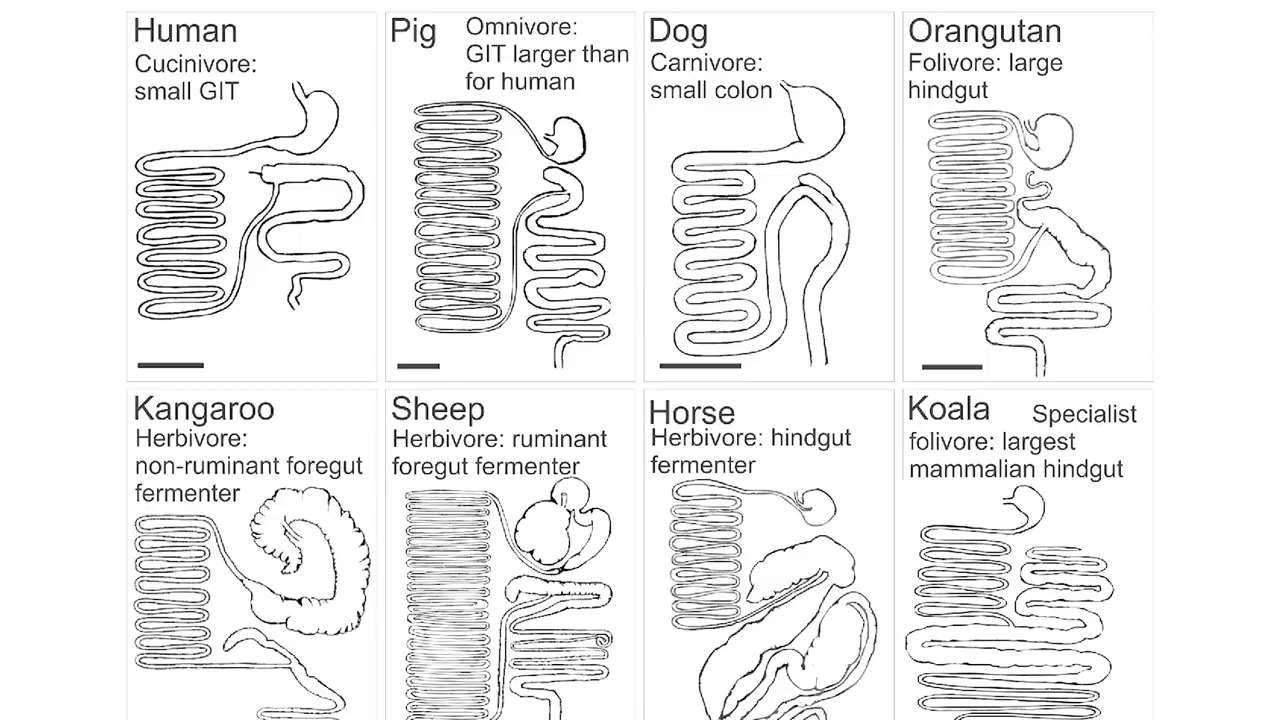 Human
Cucinivore:
small GIT
Pig
Omnivore:
GIT larger than
for human
Dog
Carnivore:
small colon
Orangutan
Folivore: large
hindgut
Kangaroo
Herbivore:
non-ruminant foregut
fermenter
Sheep
Herbivore: ruminant
foregut fermenter
Horse
Herbivore: hindgut
fermenter
Koala
Specialist
folivore: largest
mammalian hindgut